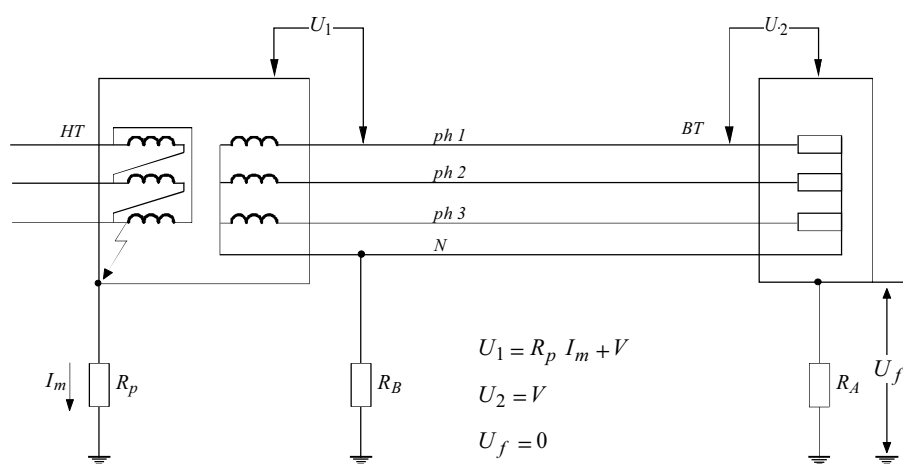 U1
U2
HT
ph 1
BT
ph 2
ph 3
N
U1 = Rp Im + V
Im
Rp
RB
U2 = V
RA
Uf
Uf = 0